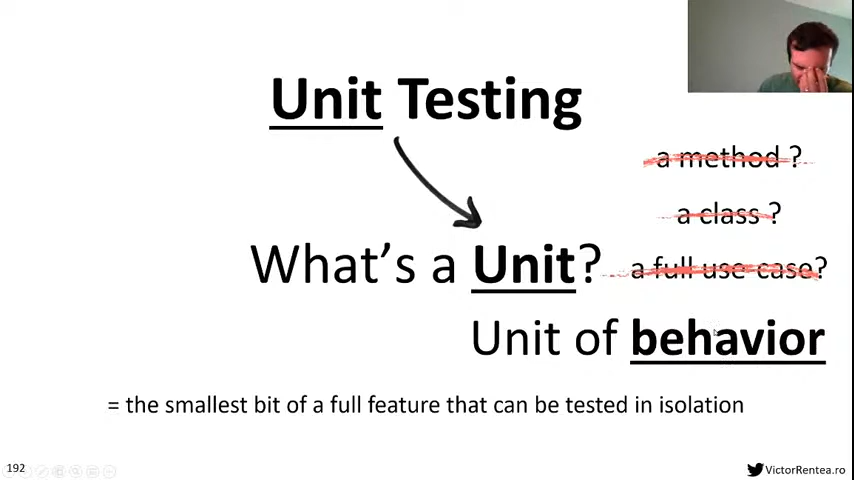 Unit Testing
a method ?
a class ?
What's a Unit?
a full use-case?
Unit of behavior
= the smallest bit of a full feature that can be tested in isolation
192
VictorRentea.ro